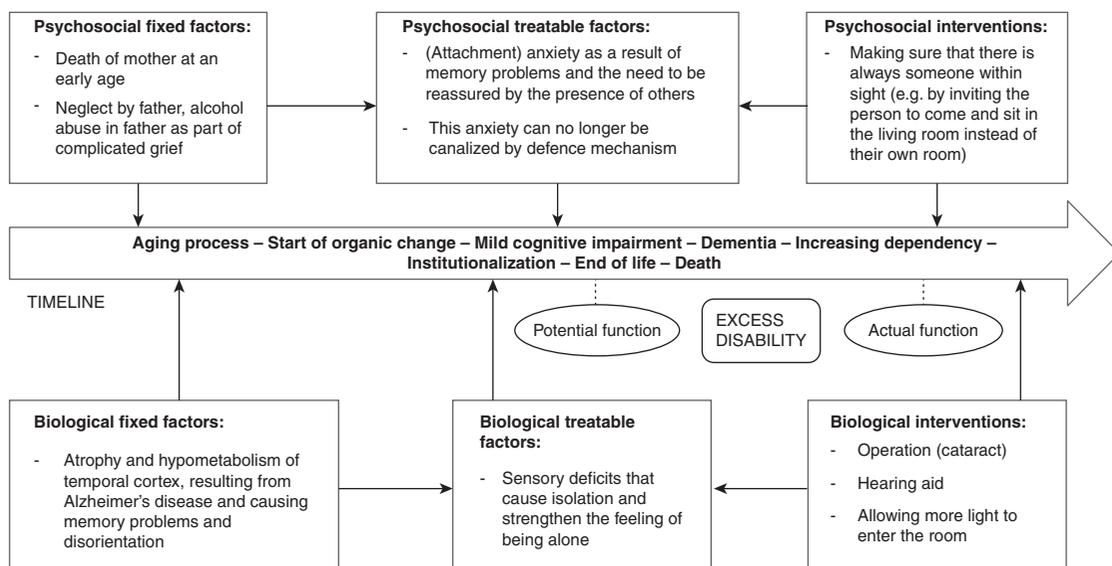 Psychosocial fixed factors:
- Death of mother at an
early age
- Neglect by father, alcohol
abuse in father as part of
complicated grief
Psychosocial treatable factors:
- (Attachment) anxiety as a result of
memory problems and the need to be
reassured by the presence of others
- This anxiety can no longer be
canalized by defence mechanism
Psychosocial interventions:
- Making sure that there is
always someone within
sight (e.g. by inviting the
person to come and sit in
the living room instead of
their own room)
Aging process – Start of organic change – Mild cognitive impairment – Dementia – Increasing dependency –
Institutionalization – End of life – Death
TIMELINE
Potential function
EXCESS
DISABILITY
Actual function
Biological fixed factors:
- Atrophy and hypometabolism of
temporal cortex, resulting from
Alzheimer's disease and causing
memory problems and
disorientation
Biological treatable
factors:
- Sensory deficits that
cause isolation and
strengthen the feeling of
being alone
Biological interventions:
- Operation (cataract)
- Hearing aid
- Allowing more light to
enter the room